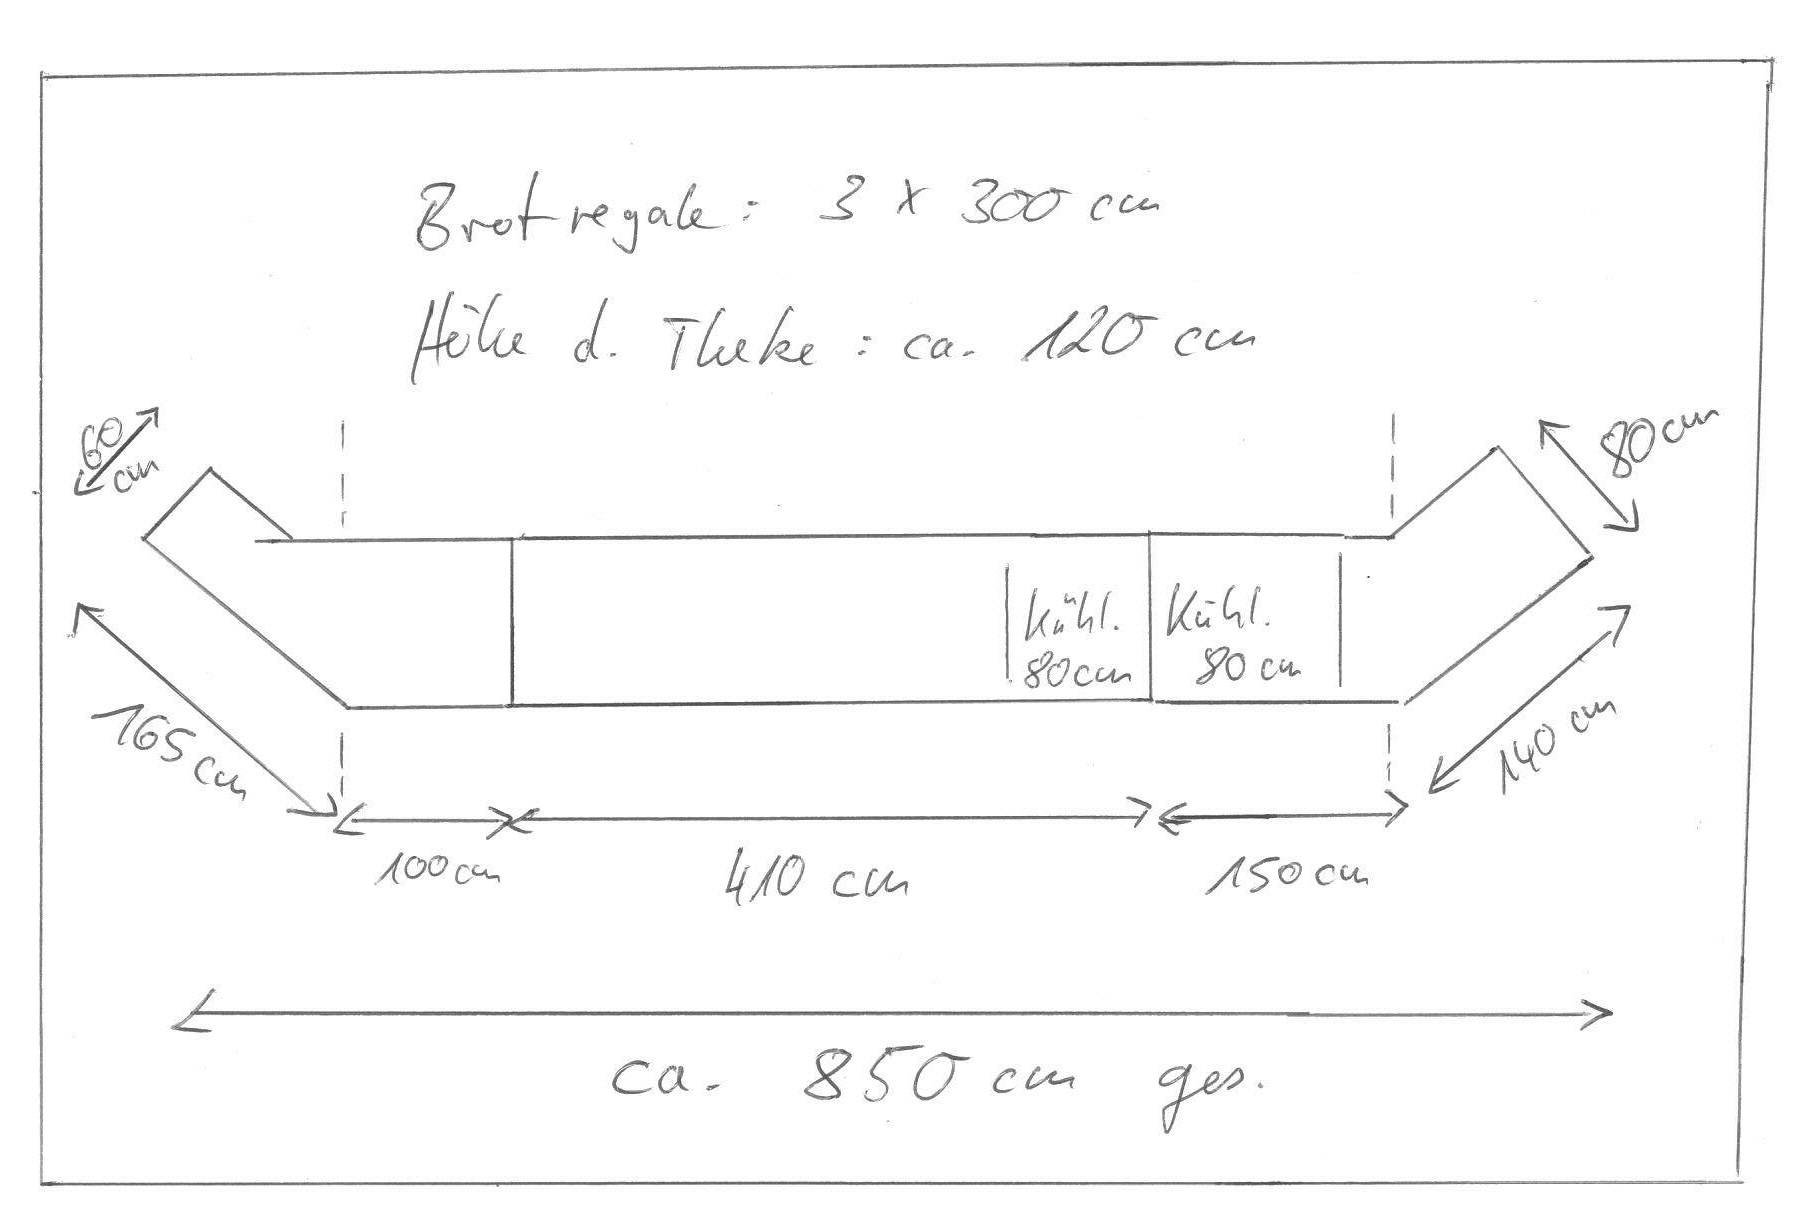 Brotregale: 3 x 300 cm
Höhe d. Theke: ca. 120 cm
60
cm
80 cm
Kühl.
80 cm
Kühl.
80 cm
165 cm
140 cm
100 cm
410 cm
150 cm
ca. 850 cm ges.